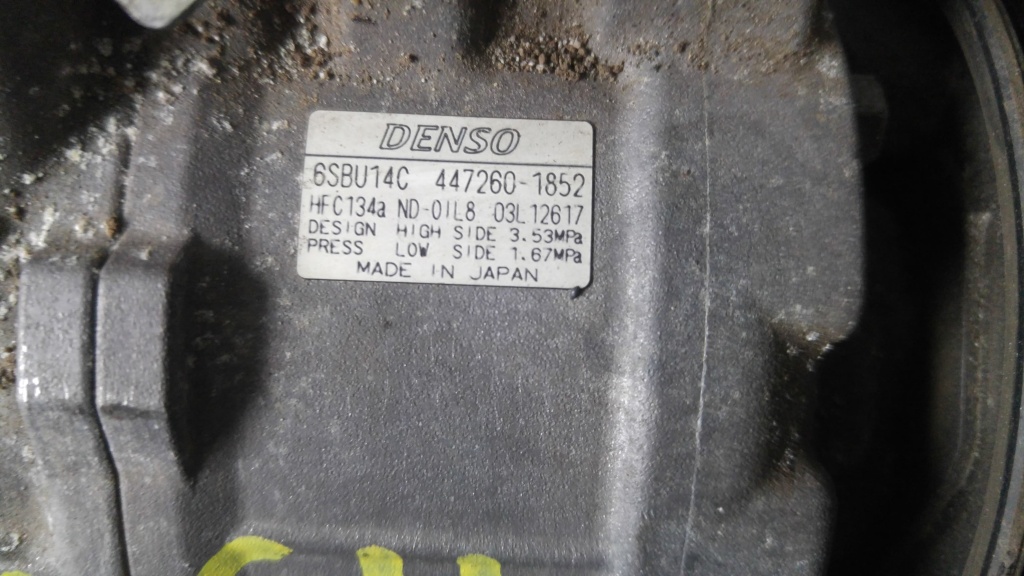 DENSO
6SBU14C 447260-1852
HFC134a ND-OIL8 03L12617
DESIGN HIGH SIDE 3.53MPa
PRESS LOW SIDE 1.67MPa
MADE IN JAPAN